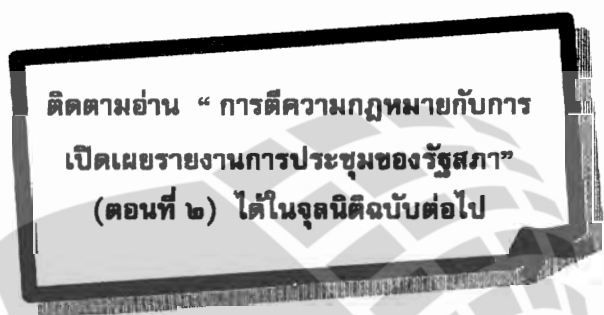 ติดตามอ่าน “ การตีความกฎหมายกับการ
เปิดเผยรายงานการประชุมของรัฐสภา”
(ตอนที่ ๒) ได้ในจุลนิติฉบับต่อไป